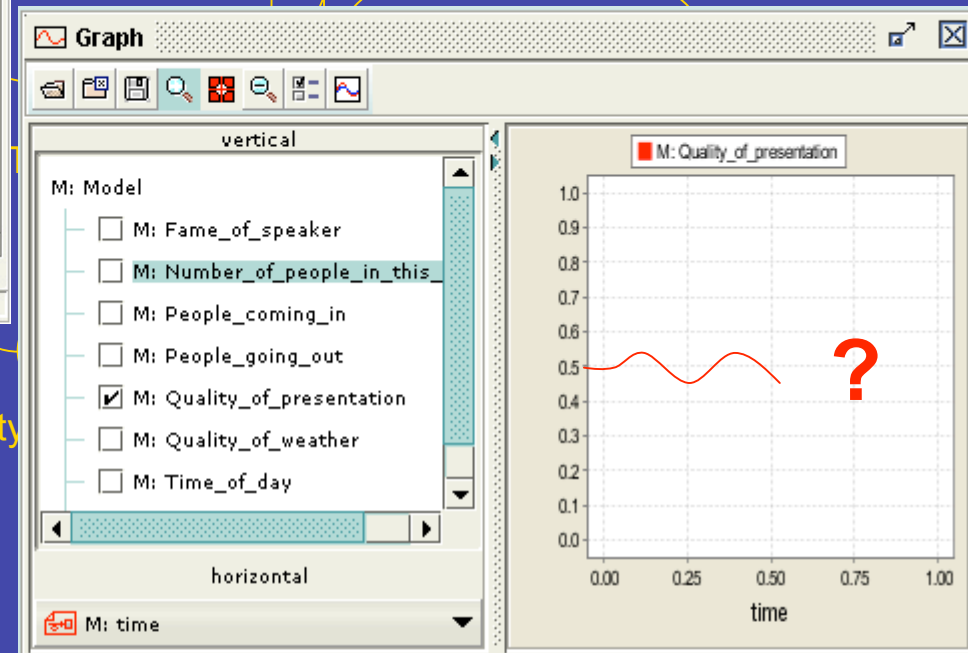 Graph
vertical
M: Model
M: Fame_of_speaker
M: Number_of_people_in_this_
M: People_coming_in
M: People_going_out
M: Quality_of_presentation
M: Quality_of_weather
M: Time_of_day
horizontal
M: time
M: Quality_of_presentation
1.0
0.9
0.8
0.7
0.6
0.5
0.4
0.3
0.2
0.1
0.0
?
0.00 0.25 0.50 0.75 1.00
time
ty